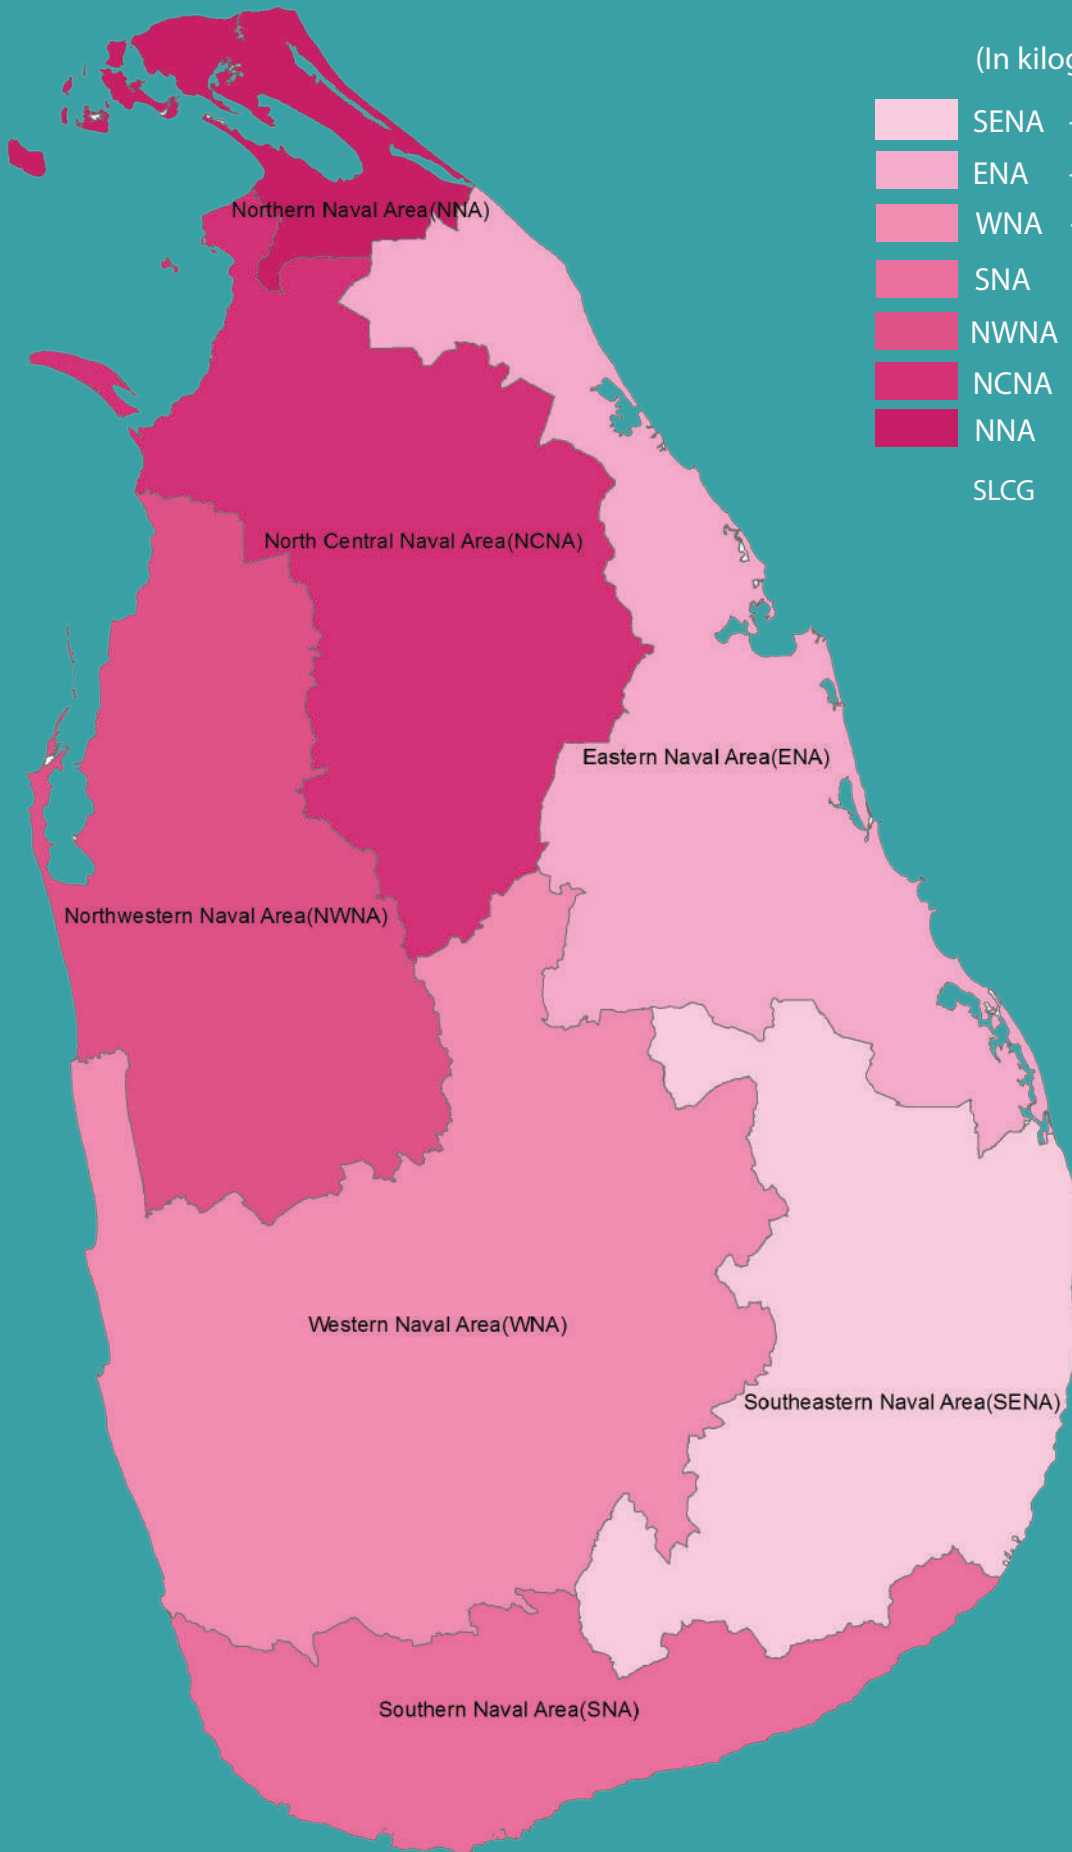 (In kilog
SENA -
ENA -
WNA -
SNA
NWNA
NCNA
NNA
SLCG
Northern Naval Area(NNA)
North Central Naval Area(NCNA)
Eastern Naval Area(ENA)
Northwestern Naval Area(NWNA)
Western Naval Area(WNA)
Southeastern Naval Area(SENA)
Southern Naval Area(SNA)